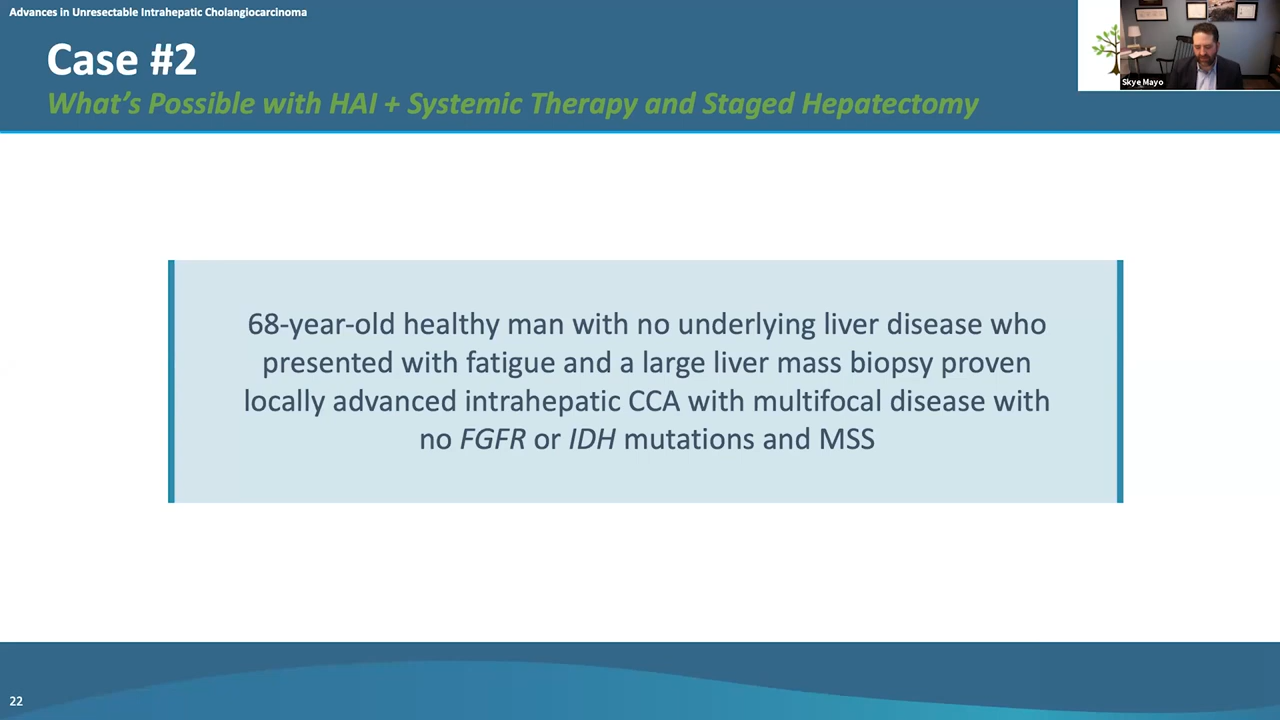 Advances in Unresectable Intrahepatic Cholangiocarcinoma
Case #2
What's Possible with HAI + Systemic Therapy and Staged Hepatectomy
Skye Mayo
68-year-old healthy man with no underlying liver disease who
presented with fatigue and a large liver mass biopsy proven
locally advanced intrahepatic CCA with multifocal disease with
no FGFR or IDH mutations and MSS
22